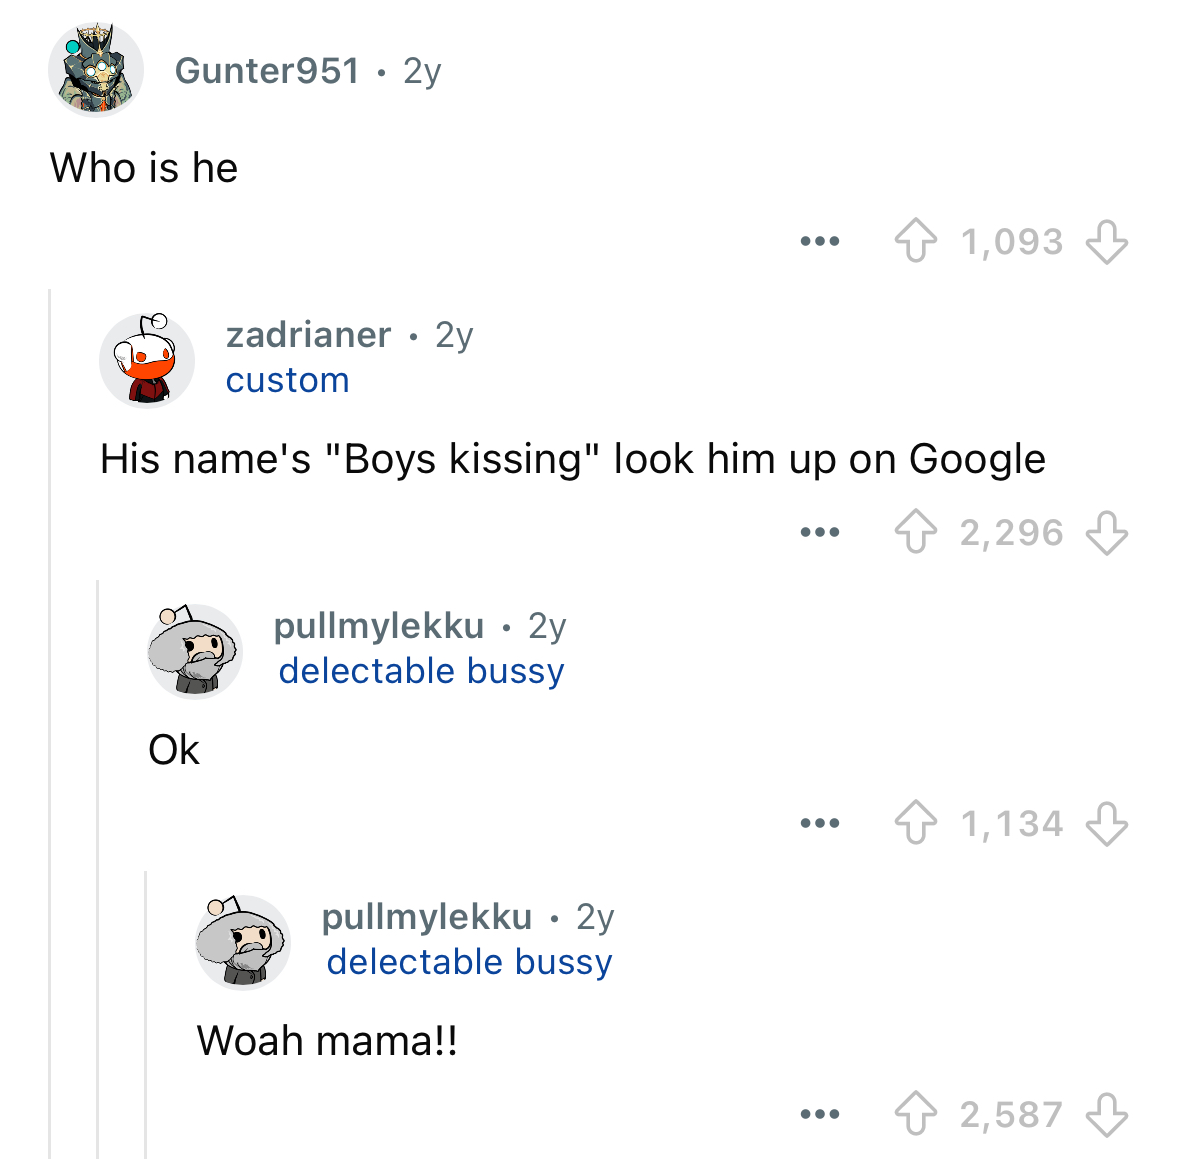 Gunter951 · 2y
Who is he
1,093
zadrianer · 2y
custom
His name's "Boys kissing" look him up on Google
2,296
pullmylekku · 2y
delectable bussy
Ok
1,134
pullmylekku · 2y
delectable bussy
Woah mama!!
2,587